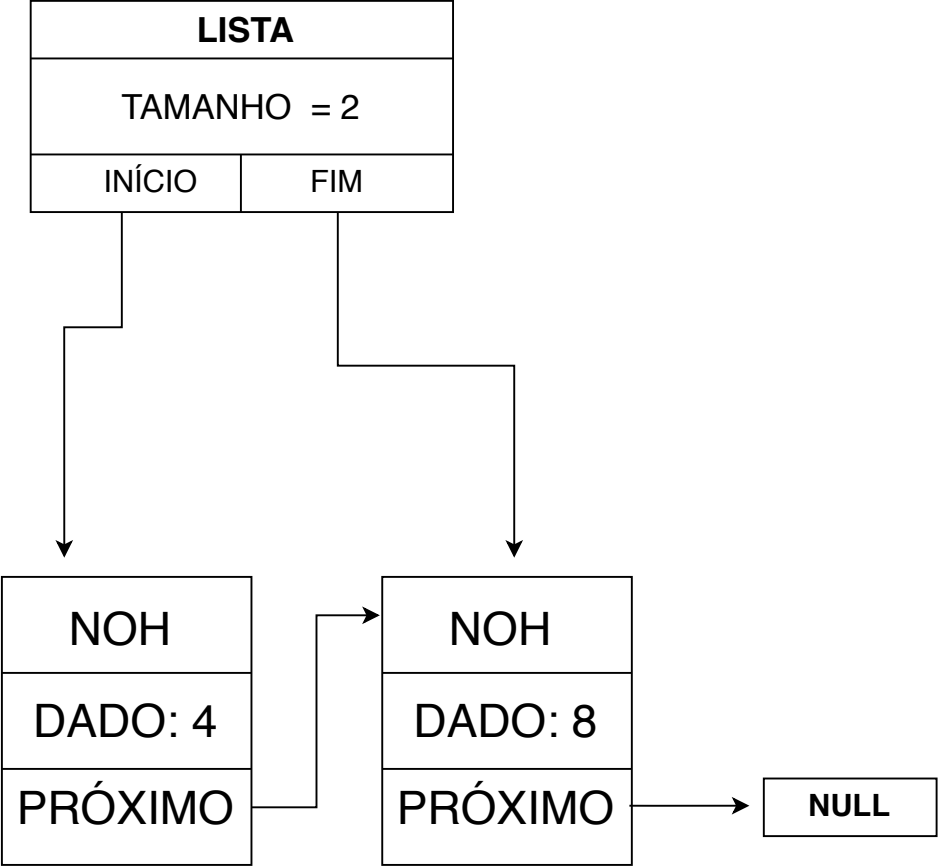 LISTA
TAMANHO = 2
INÍCIO FIM
NOH NOH
DADO: 4 DADO: 8
PRÓXIMO PRÓXIMO NULL